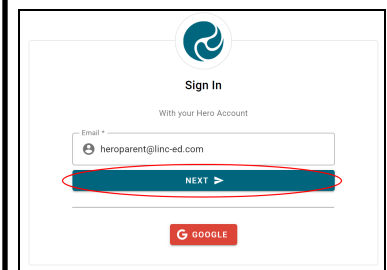 Sign In
With your Hero Account
Email *
heroparent@linc-ed.com
NEXT
GOOGLE